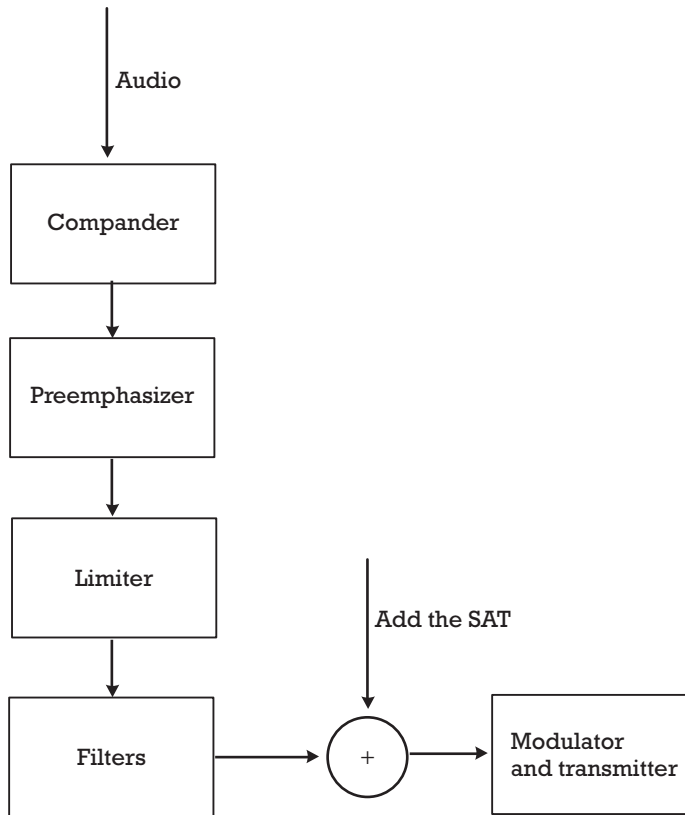 Audio
Compander
Preemphasizer
Limiter
Add the SAT
Filters
+
Modulator
and transmitter